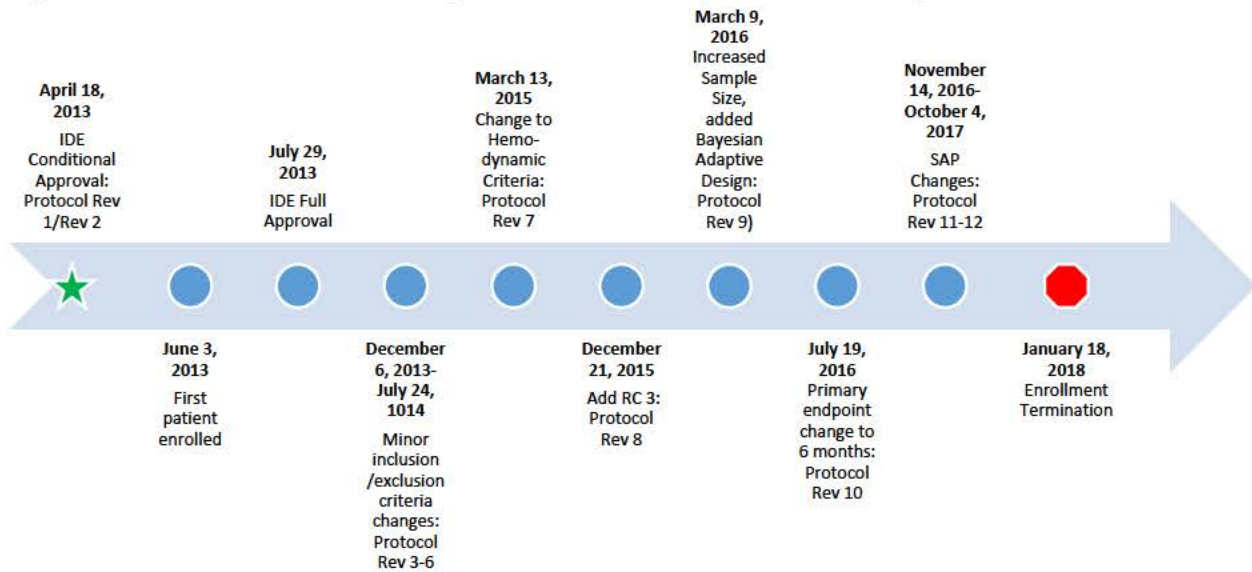 April 18,
2013
IDE
Conditional
Approval:
Protocol Rev
1/Rev 2
June 3,
2013
First
patient
enrolled
July 29,
2013
IDE Full
Approval
December
6, 2013-
July 24,
1014
Minor
inclusion
/exclusion
criteria
changes:
Protocol
Rev 3-6
March 13,
2015
Change to
Hemo-
dynamic
Criteria:
Protocol
Rev 7
December
21, 2015
Add RC 3:
Protocol
Rev 8
March 9,
2016
Increased
Sample
Size,
added
Bayesian
Adaptive
Design:
Protocol
Rev 9)
July 19,
2016
Primary
endpoint
change to
6 months:
Protocol
Rev 10
November
14, 2016-
October 4,
2017
SAP
Changes:
Protocol
Rev 11-12
January 18,
2018
Enrollment
Termination